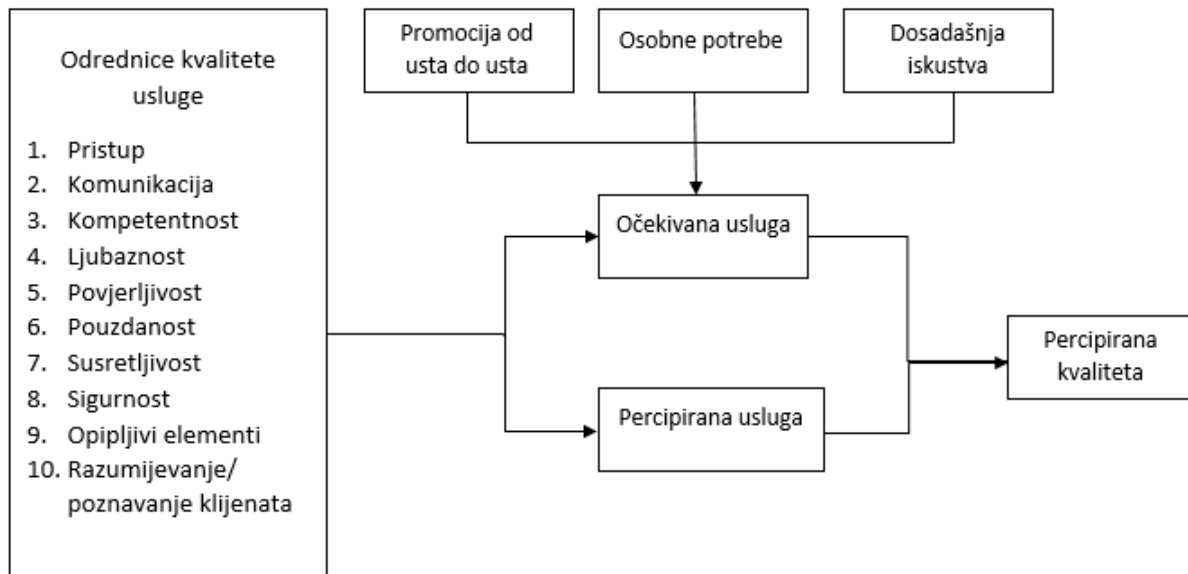 Odrednice kvalitete
usluge
1. Pristup
2. Komunikacija
3. Kompetentnost
4. Ljubaznost
5. Povjerljivost
6. Pouzdanost
7. Susretljivost
8. Sigurnost
9. Opipljivi elementi
10. Razumijevanje/
poznavanje klijenata
Promocija od
usta do usta
Osobne potrebe
Dosadašnja
iskustva
Očekivana usluga
Percipirana usluga
Percipirana
kvaliteta